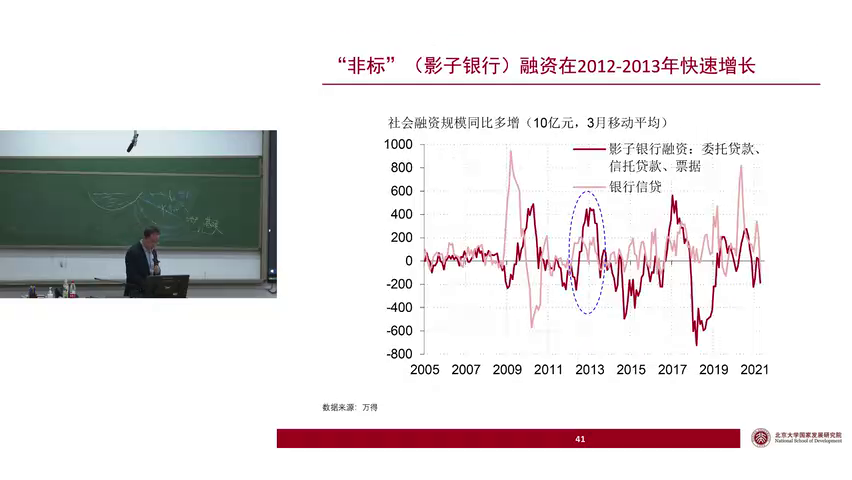 “非标”（影子银行）融资在2012-2013年快速增长
社会融资规模同比多增（10亿元，3月移动平均）
影子银行融资：委托贷款、
信托贷款、票据
银行信贷
1000
800
600
400
200
0
-200
-400
-600
-800
2005 2007 2009 2011 2013 2015 2017 2019 2021
数据来源：万得
41
北京大学国家发展研究院
National School of Development